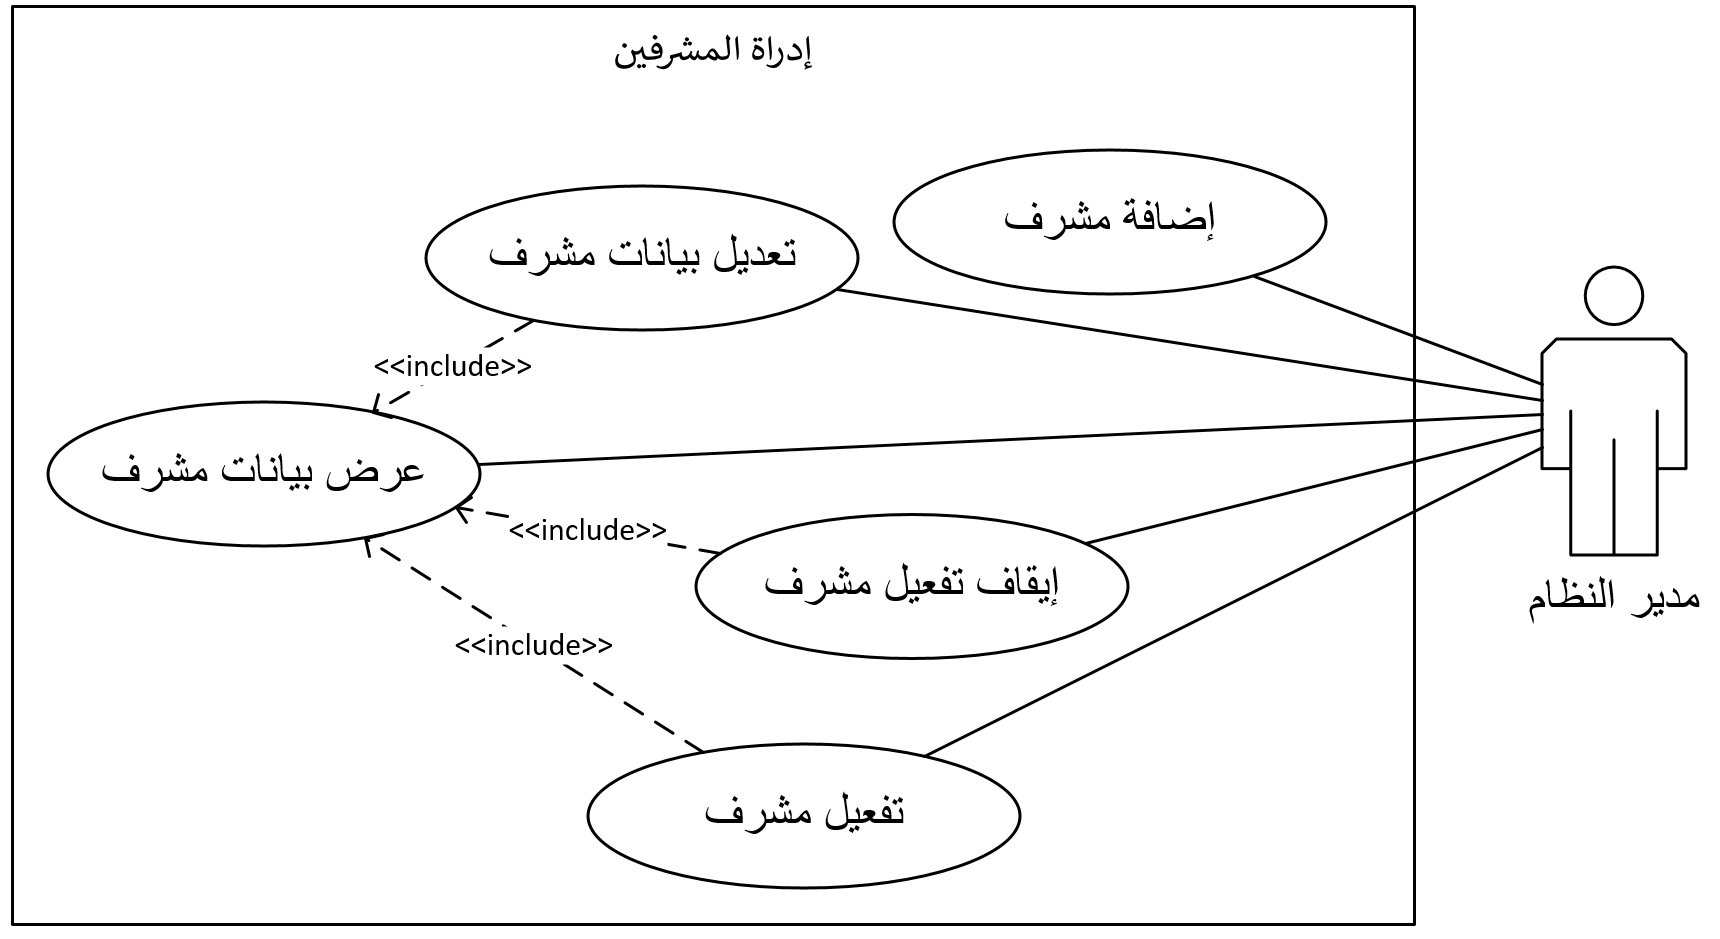 إدراة المشرفين
إضافة مشرف
تعديل بيانات مشرف
<<include>>
عرض بيانات مشرف
<<include>>
إيقاف تفعيل مشرف
مدير النظام
<<include>>
تفعيل مشرف